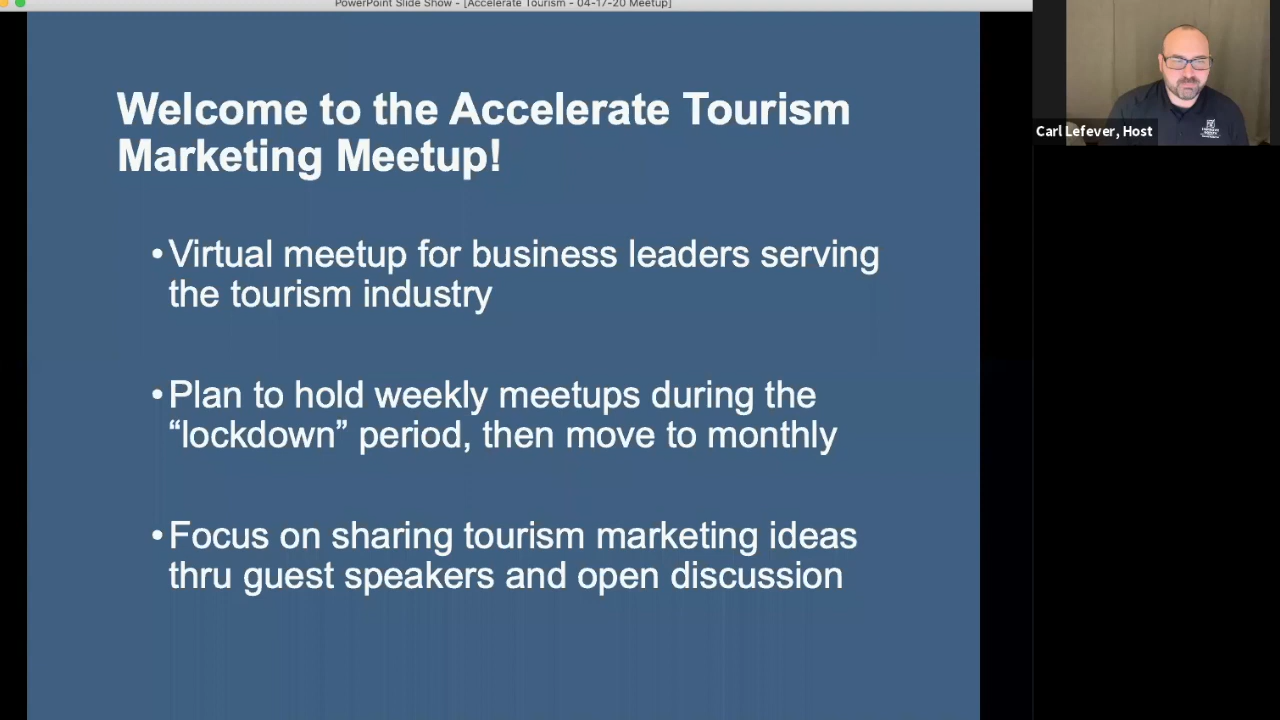 PowerPoint Slide Show - [Accelerate Tourism - 04-17-20 Meetup]
Welcome to the Accelerate Tourism
Marketing Meetup!
•Virtual meetup for business leaders serving
the tourism industry
•Plan to hold weekly meetups during the
“lockdown” period, then move to monthly
•Focus on sharing tourism marketing ideas
thru guest speakers and open discussion
Carl Lefever, Host